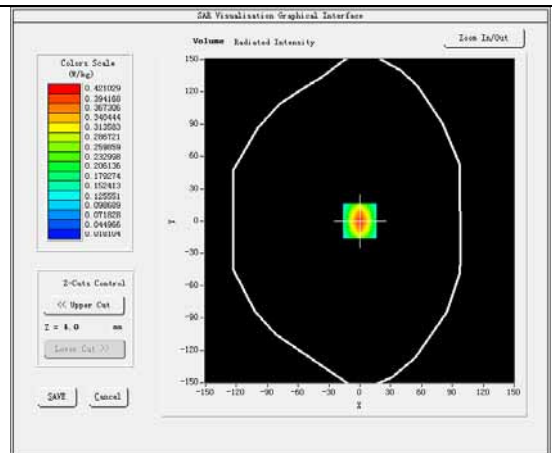 SAR Visualisation Graphical Interface
Volume Radiated Intensity
Zoom In/Out
Colors Scale
(W/kg)
0.421029
0.394168
0.367306
0.340444
0.313583
0.286721
0.259859
0.232998
0.206136
0.179274
0.152413
0.125551
0.098689
0.071828
0.044966
0.018104
Z-Cuts Control
<< Upper Cut
Z = 4.0 mm
Lower Cut >>
SAVE Cancel
150
120
90
60
30
0
-30
-60
-90
-120
-150
Y
-150 -120 -90 -60 -30 0 30 60 90 120 150
X